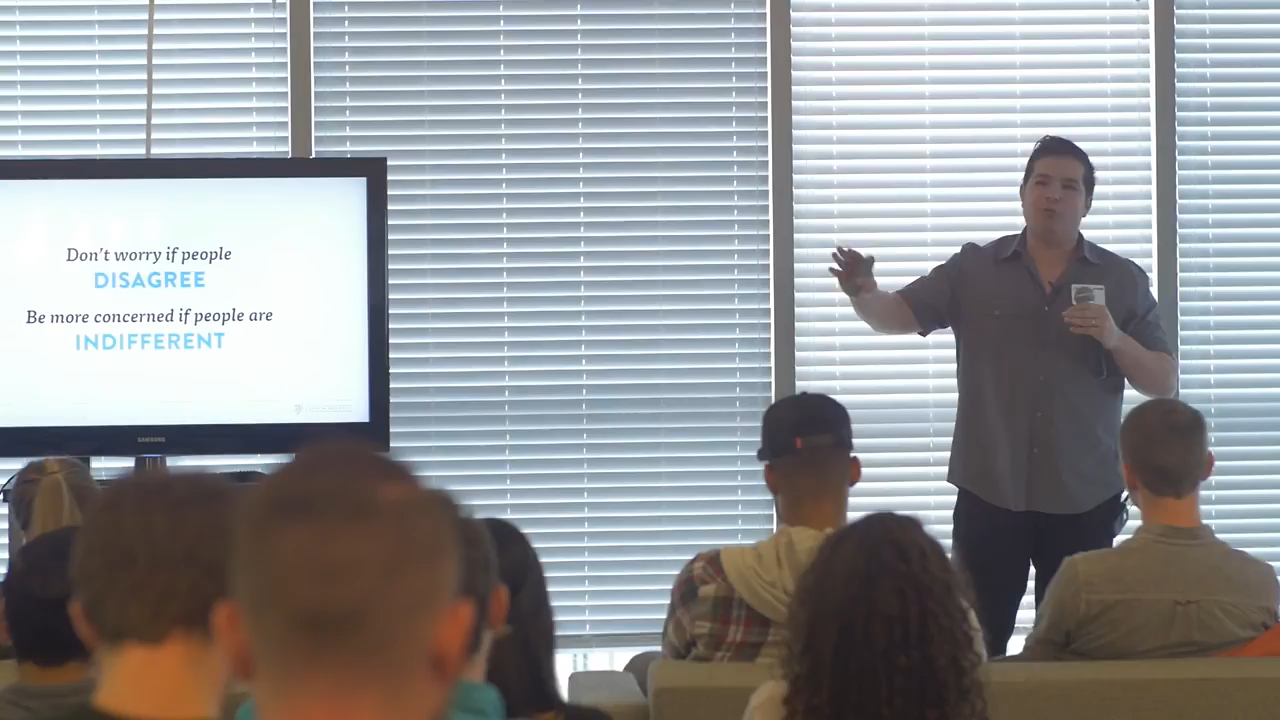 Don't worry if people
DISAGREE
Be more concerned if people are
INDIFFERENT
SAMSUNG